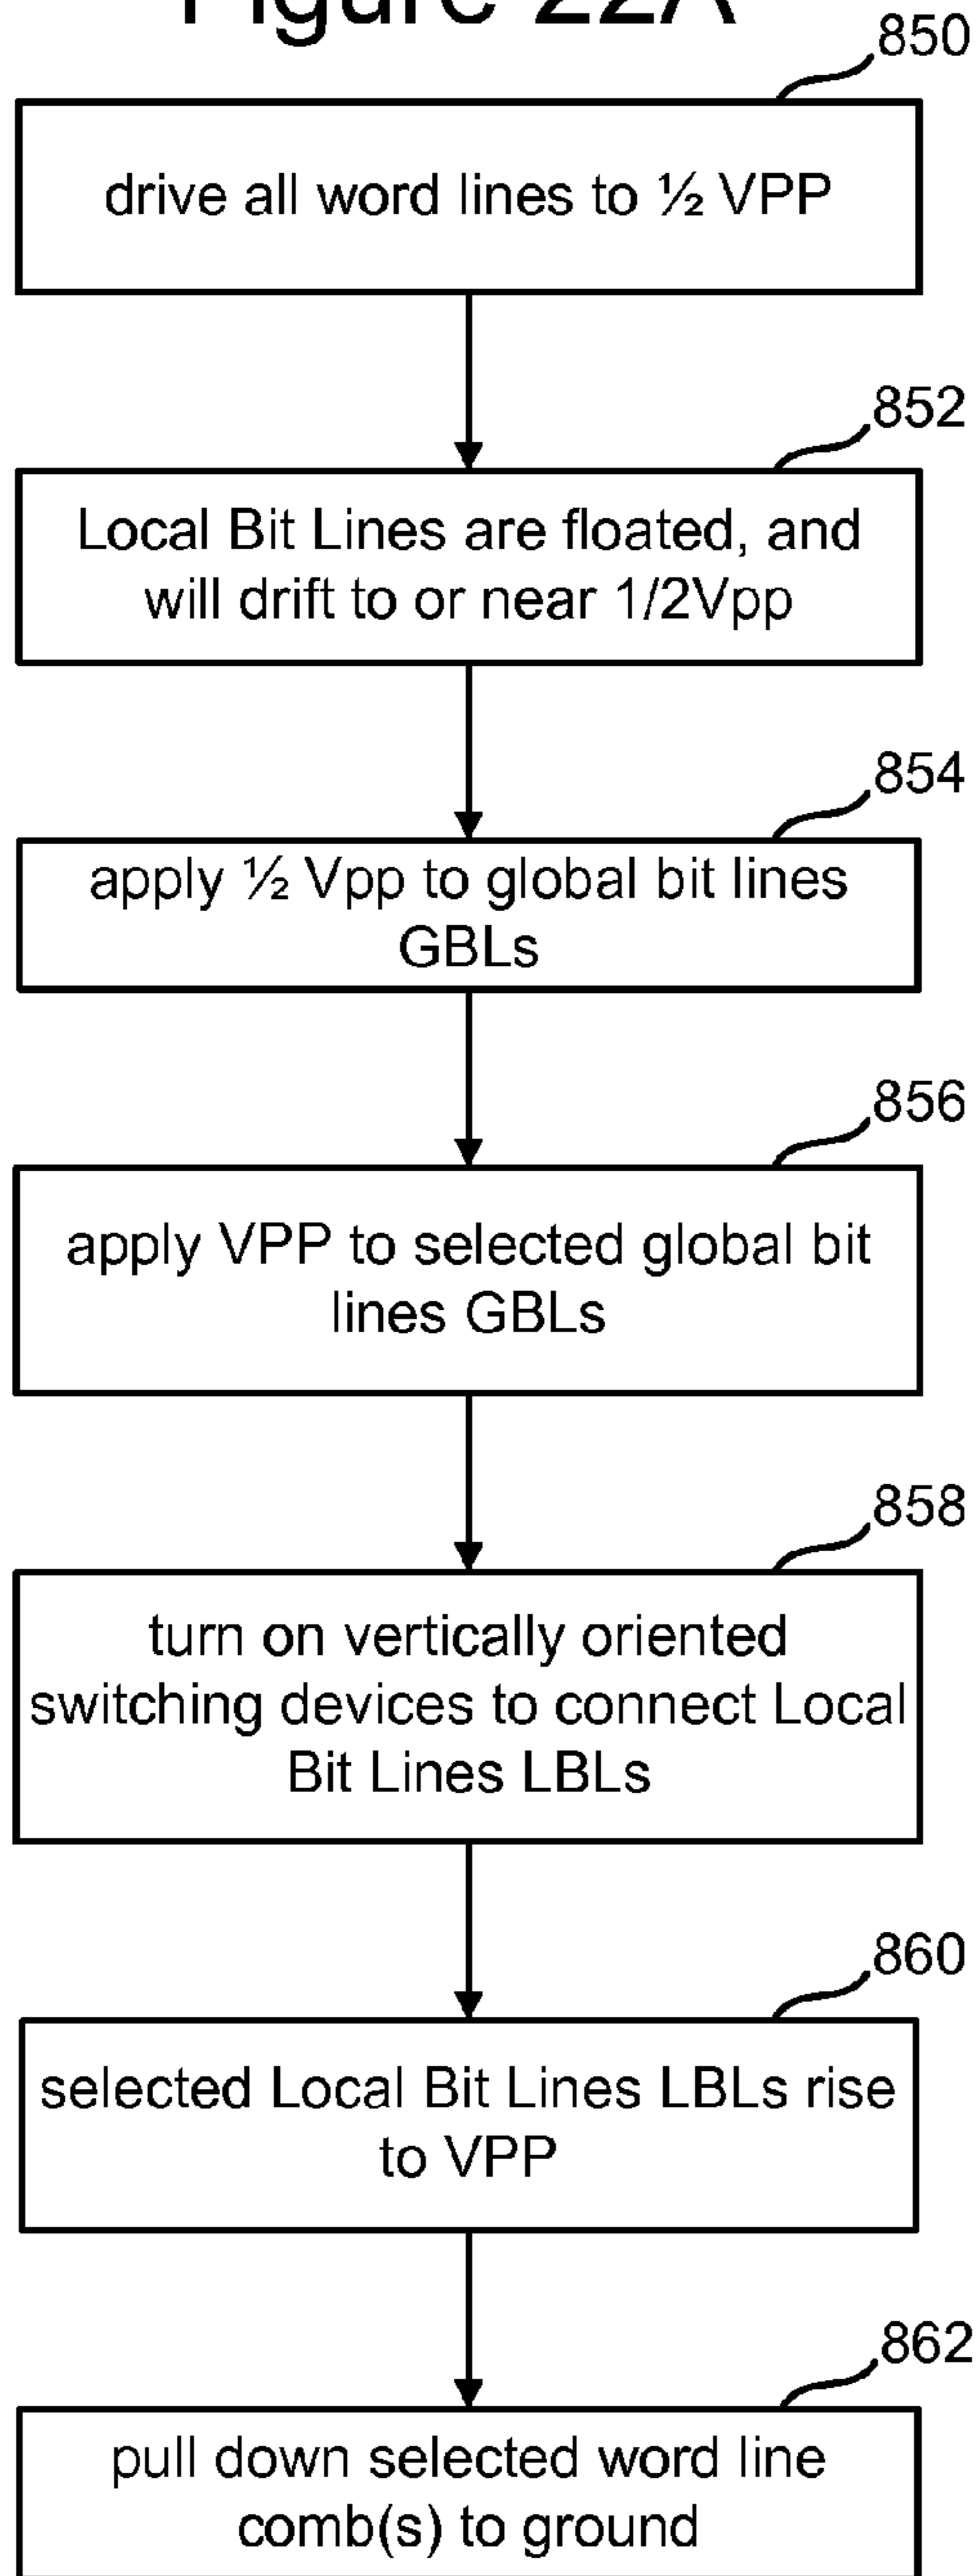 Figure 22A
850
drive all word lines to ½ VPP
852
Local Bit Lines are floated, and
will drift to or near 1/2Vpp
854
apply ½ Vpp to global bit lines
GBLs
856
apply VPP to selected global bit
lines GBLs
858
turn on vertically oriented
switching devices to connect Local
Bit Lines LBLs
860
selected Local Bit Lines LBLs rise
to VPP
862
pull down selected word line
comb(s) to ground